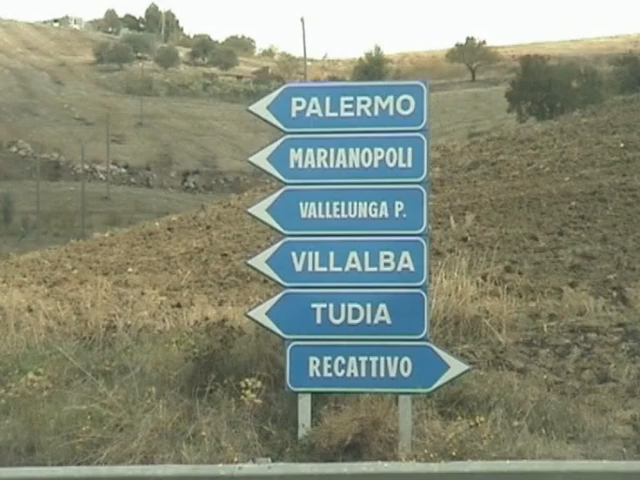 PALERMO
MARIANOPOLI
VALLELUNGA P.
VILLALBA
TUDIA
RECATTIVO